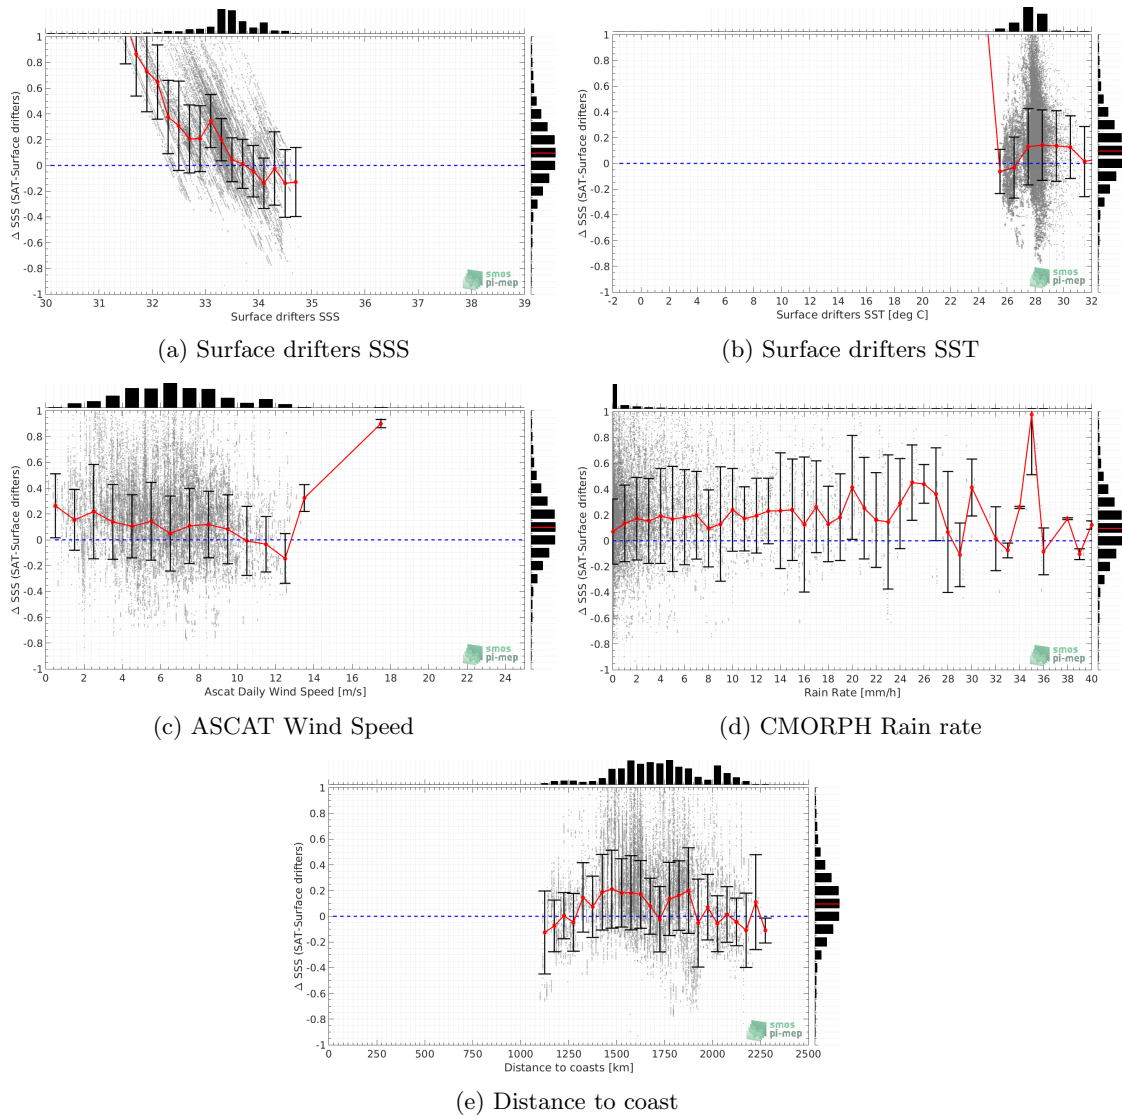 Δ SSS (SAT-Surface drifters)
1
0.8
0.6
0.4
0.2
0
-0.2
-0.4
-0.6
-0.8
-1
30 31 32 33 34 35 36 37 38 39
Surface drifters SSS
smos
pi-mep
(a) Surface drifters SSS
Δ SSS (SAT-Surface drifters)
1
0.8
0.6
0.4
0.2
0
-0.2
-0.4
-0.6
-0.8
-1
-2 0 2 4 6 8 10 12 14 16 18 20 22 24 26 28 30 32
Surface drifters SST [deg C]
smos
pi-mep
(b) Surface drifters SST
Δ SSS (SAT-Surface drifters)
1
0.8
0.6
0.4
0.2
0
-0.2
-0.4
-0.6
-0.8
-1
0 2 4 6 8 10 12 14 16 18 20 22 24
Ascat Daily Wind Speed [m/s]
smos
pi-mep
(c) ASCAT Wind Speed
Δ SSS (SAT-Surface drifters)
1
0.8
0.6
0.4
0.2
0
-0.2
-0.4
-0.6
-0.8
-1
0 2 4 6 8 10 12 14 16 18 20 22 24 26 28 30 32 34 36 38 40
Rain Rate [mm/h]
smos
pi-mep
(d) CMORPH Rain rate
Δ SSS (SAT-Surface drifters)
1
0.8
0.6
0.4
0.2
0
-0.2
-0.4
-0.6
-0.8
-1
0 250 500 750 1000 1250 1500 1750 2000 2250 2500
Distance to coasts [km]
smos
pi-mep
(e) Distance to coast